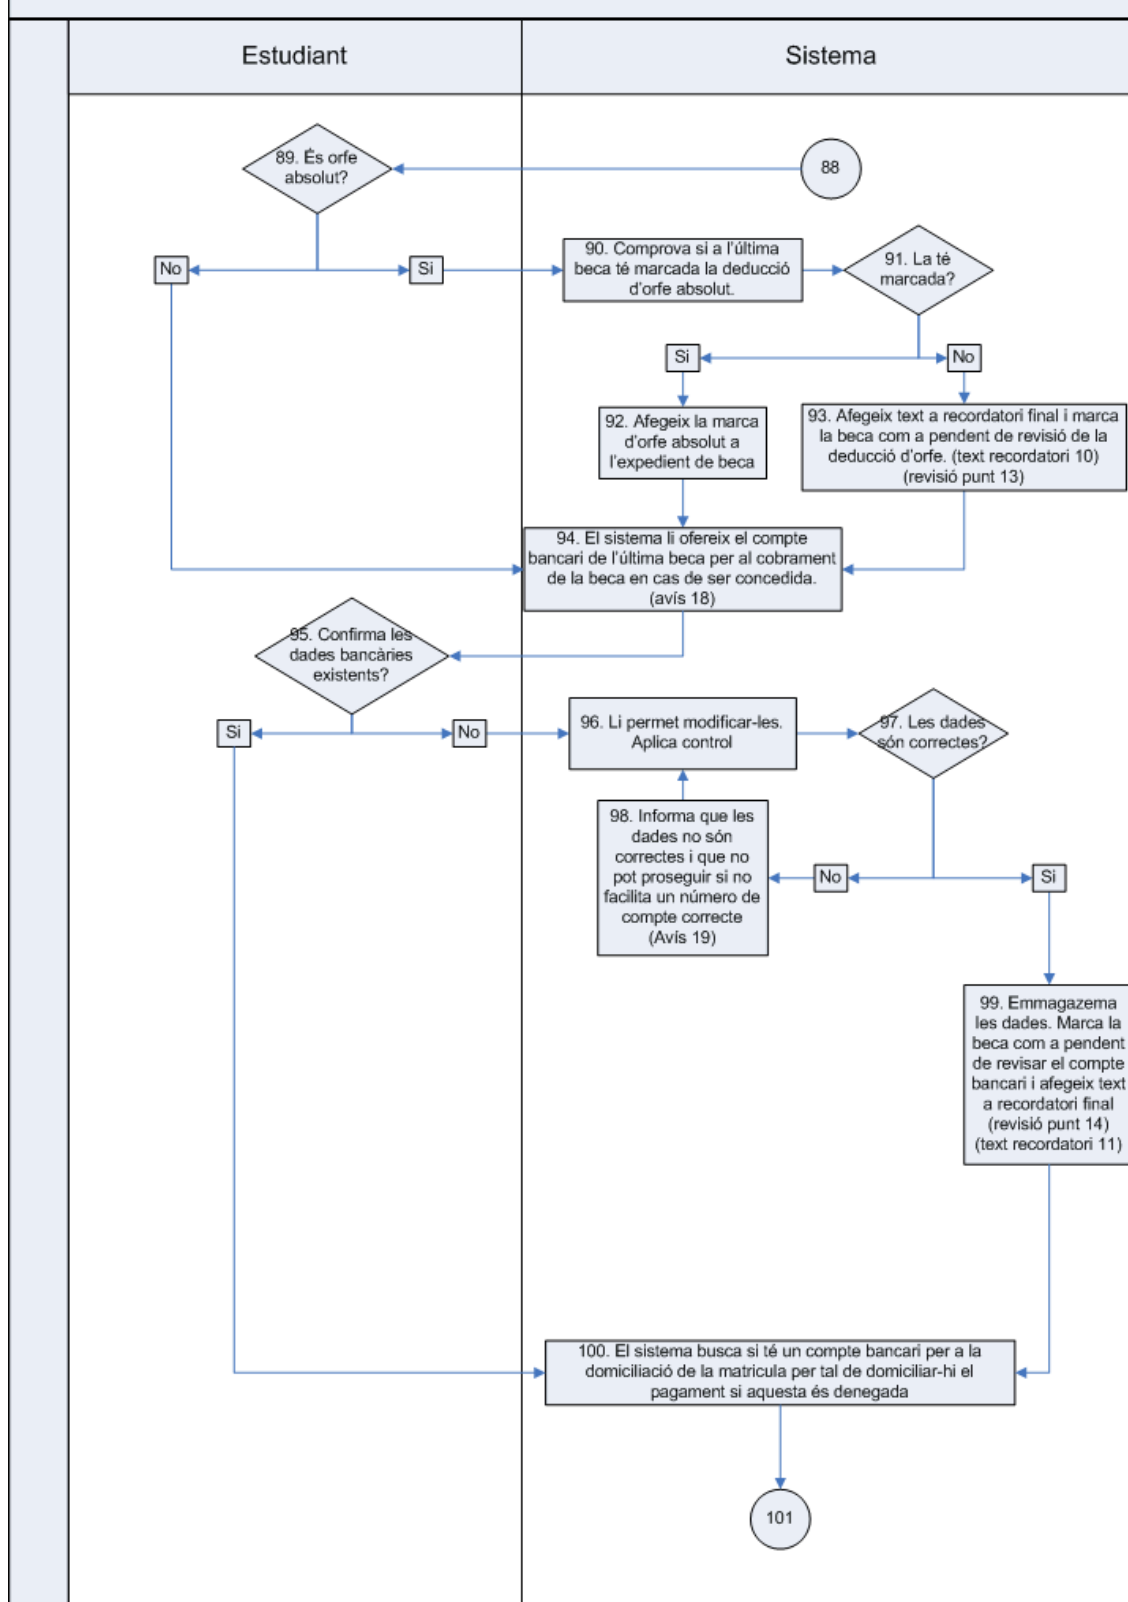 Estudiant
Sistema
89. És orfe
absolut?
88
No
Si
90. Comprova si a l'última
beca té marcada la deducció
d'orfe absolut.
91. La té
marcada?
Si
No
92. Afegeix la marca
d'orfe absolut a
l'expedient de beca
93. Afegeix text a recordatori final i marca
la beca com a pendent de revisió de la
deducció d'orfe. (text recordatori 10)
(revisió punt 13)
94. El sistema li ofereix el compte
bancari de l'última beca per al cobrament
de la beca en cas de ser concedida.
(avís 18)
95. Confirma les
dades bancàries
existents?
Si
No
96. Li permet modificar-les.
Aplica control
97. Les dades
són correctes?
98. Informa que les
dades no són
correctes i que no
pot proseguir si no
facilita un número de
compte correcte
(Avís 19)
No
Si
99. Emmagazema
les dades. Marca la
beca com a pendent
de revisar el compte
bancari i afegeix text
a recordatori final
(revisió punt 14)
(text recordatori 11)
100. El sistema busca si té un compte bancari per a la
domiciliació de la matricula per tal de domiciliar-hi el
pagament si aquesta és denegada
101